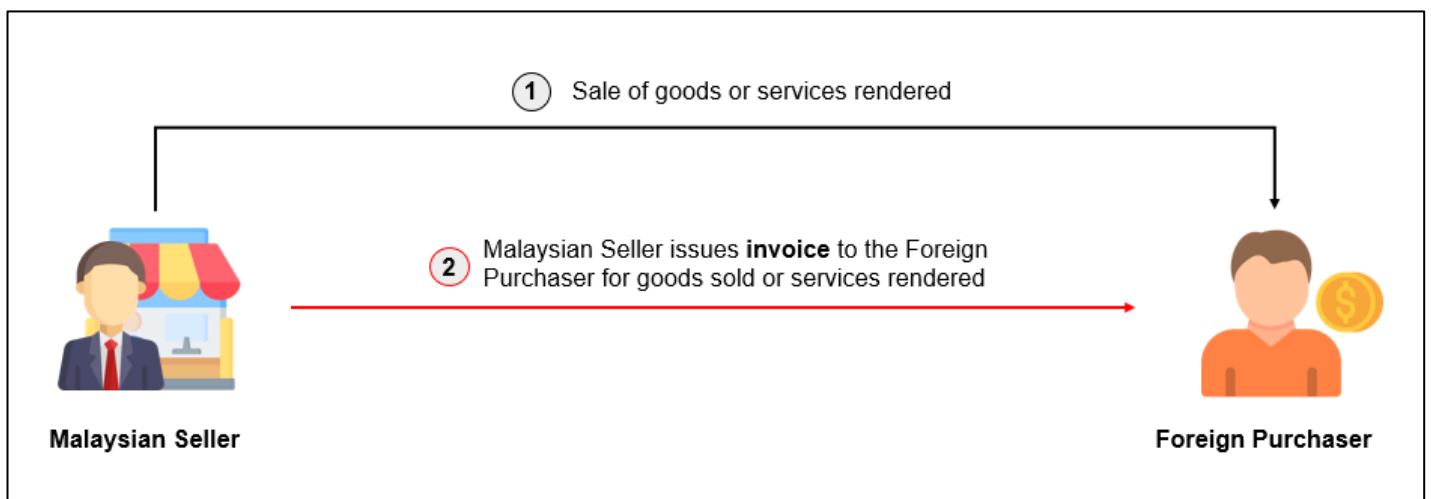 1 Sale of goods or services rendered
2 Malaysian Seller issues invoice to the Foreign
Purchaser for goods sold or services rendered
$
Malaysian Seller
Foreign Purchaser